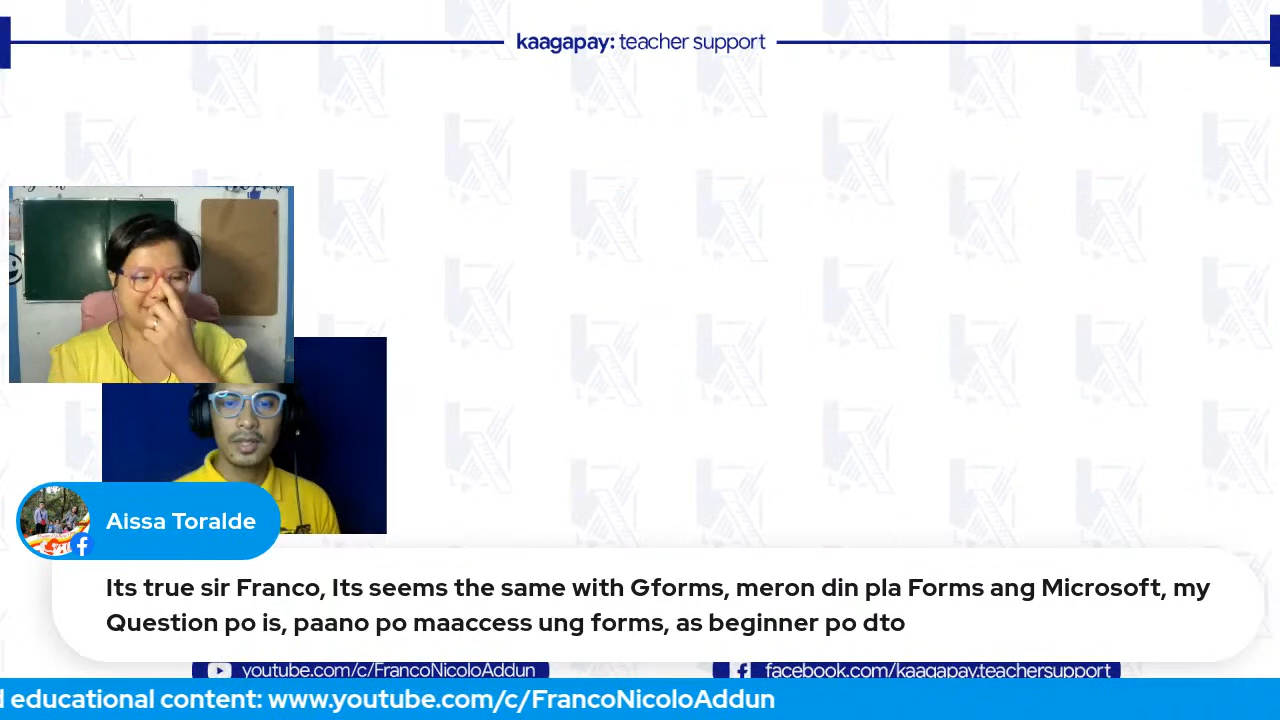 kaagapay: teacher support
Aissa Toralde
Its true sir Franco, Its seems the same with Gforms, meron din pla Forms ang Microsoft, my
Question po is, paano po maaccess ung forms, as beginner po dto
youtube.com/c/FrancoNicoloAddun
facebook.com/kaagapay.teachersupport
educational content: www.youtube.com/c/FrancoNicoloAddun